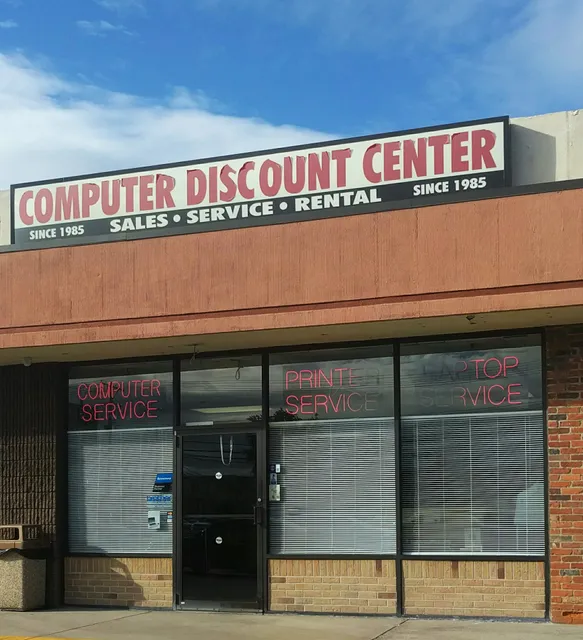 COMPUTER DISCOUNT CENTER
SINCE 1985 SALES • SERVICE • RENTAL SINCE 1985
COMPUTER
SERVICE
PRINTER
SERVICE
LAPTOP
SERVICE